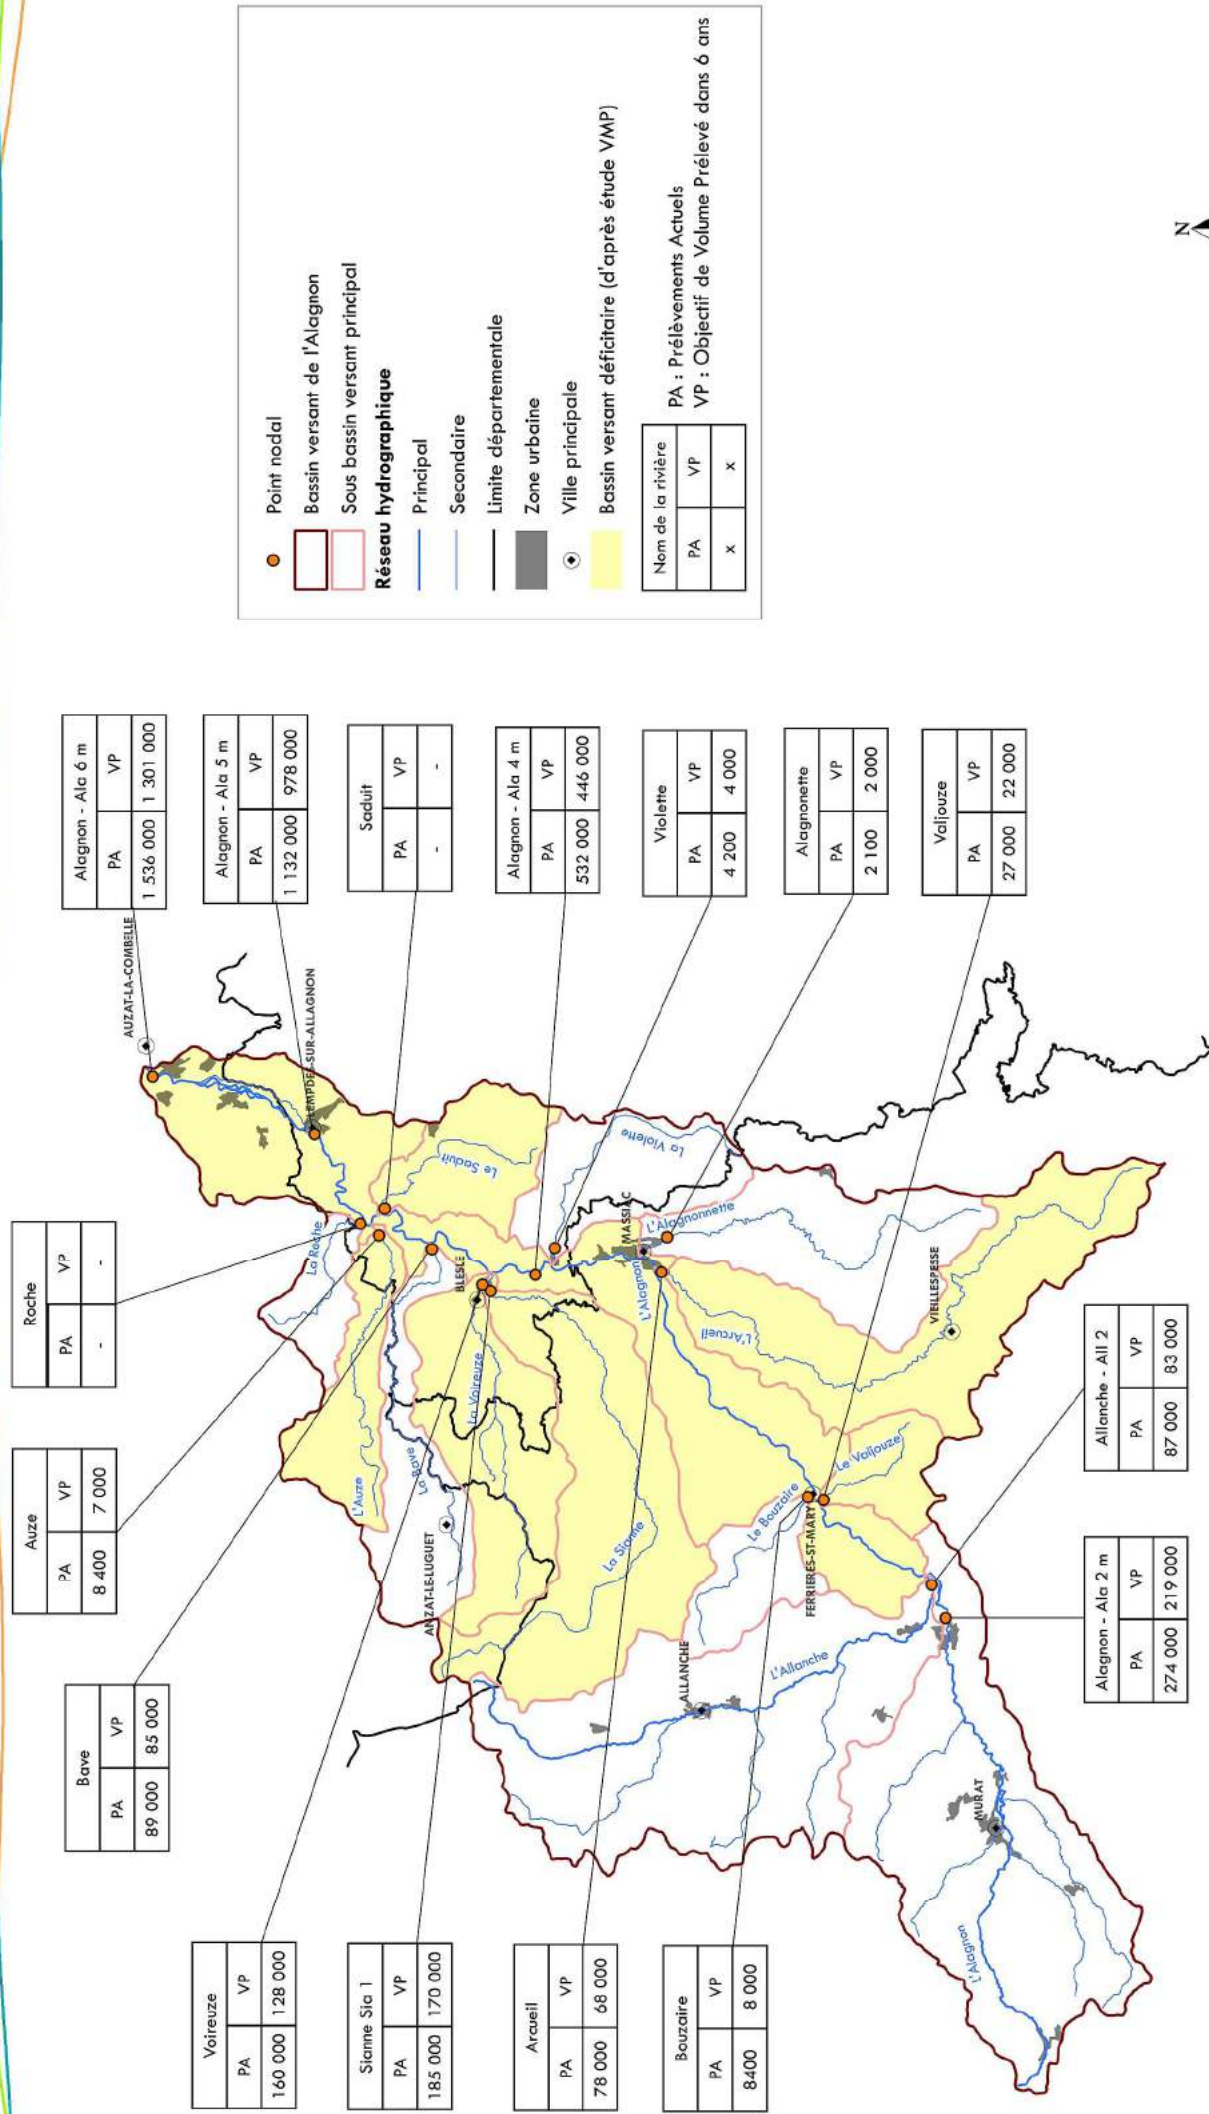 Voireuze
PA VP
160 000 128 000
Sianne Sia 1
PA VP
185 000 170 000
Arcueil
PA VP
78 000 68 000
Bouzaire
PA VP
8400 8 000
Bave
PA VP
89 000 85 000
Auze
PA VP
8 400 7 000
Roche
PA VP
- -
Alagnon - Ala 6 m
PA VP
1 536 000 1 301 000
Alagnon - Ala 5 m
PA VP
1 132 000 978 000
Saduit
PA VP
- -
Alagnon - Ala 4 m
PA VP
532 000 446 000
Violette
PA VP
4 200 4 000
Alagnonette
PA VP
2 100 2 000
Valjouze
PA VP
27 000 22 000
Allanche - All 2
PA VP
87 000 83 000
Alagnon - Ala 2 m
PA VP
274 000 219 000
AUZAT-LA-COMBELLE
LEMPDES-SUR-ALLAGNON
La Roche
Le Saduit
L'Auze
La Bave
ANZAT-LE-LUGUET
BLESLE
La Voireuze
La Violette
La Sianne
MASSIAC
L'Alagnonnette
L'Alagnon
L'Arcueil
ALLANCHE
L'Allanche
Le Bouzaire
FERRIERES-ST-MARY
Le Valjouze
VIEILLESPESSE
MURAT
L'Alagnon
Point nodal
Bassin versant de l'Alagnon
Sous bassin versant principal
Réseau hydrographique
Principal
Secondaire
Limite départementale
Zone urbaine
Ville principale
Bassin versant déficitaire (d'après étude VMP)
Nom de la rivière
PA VP
x x
PA : Prélèvements Actuels
VP : Objectif de Volume Prélevé dans 6 ans
N